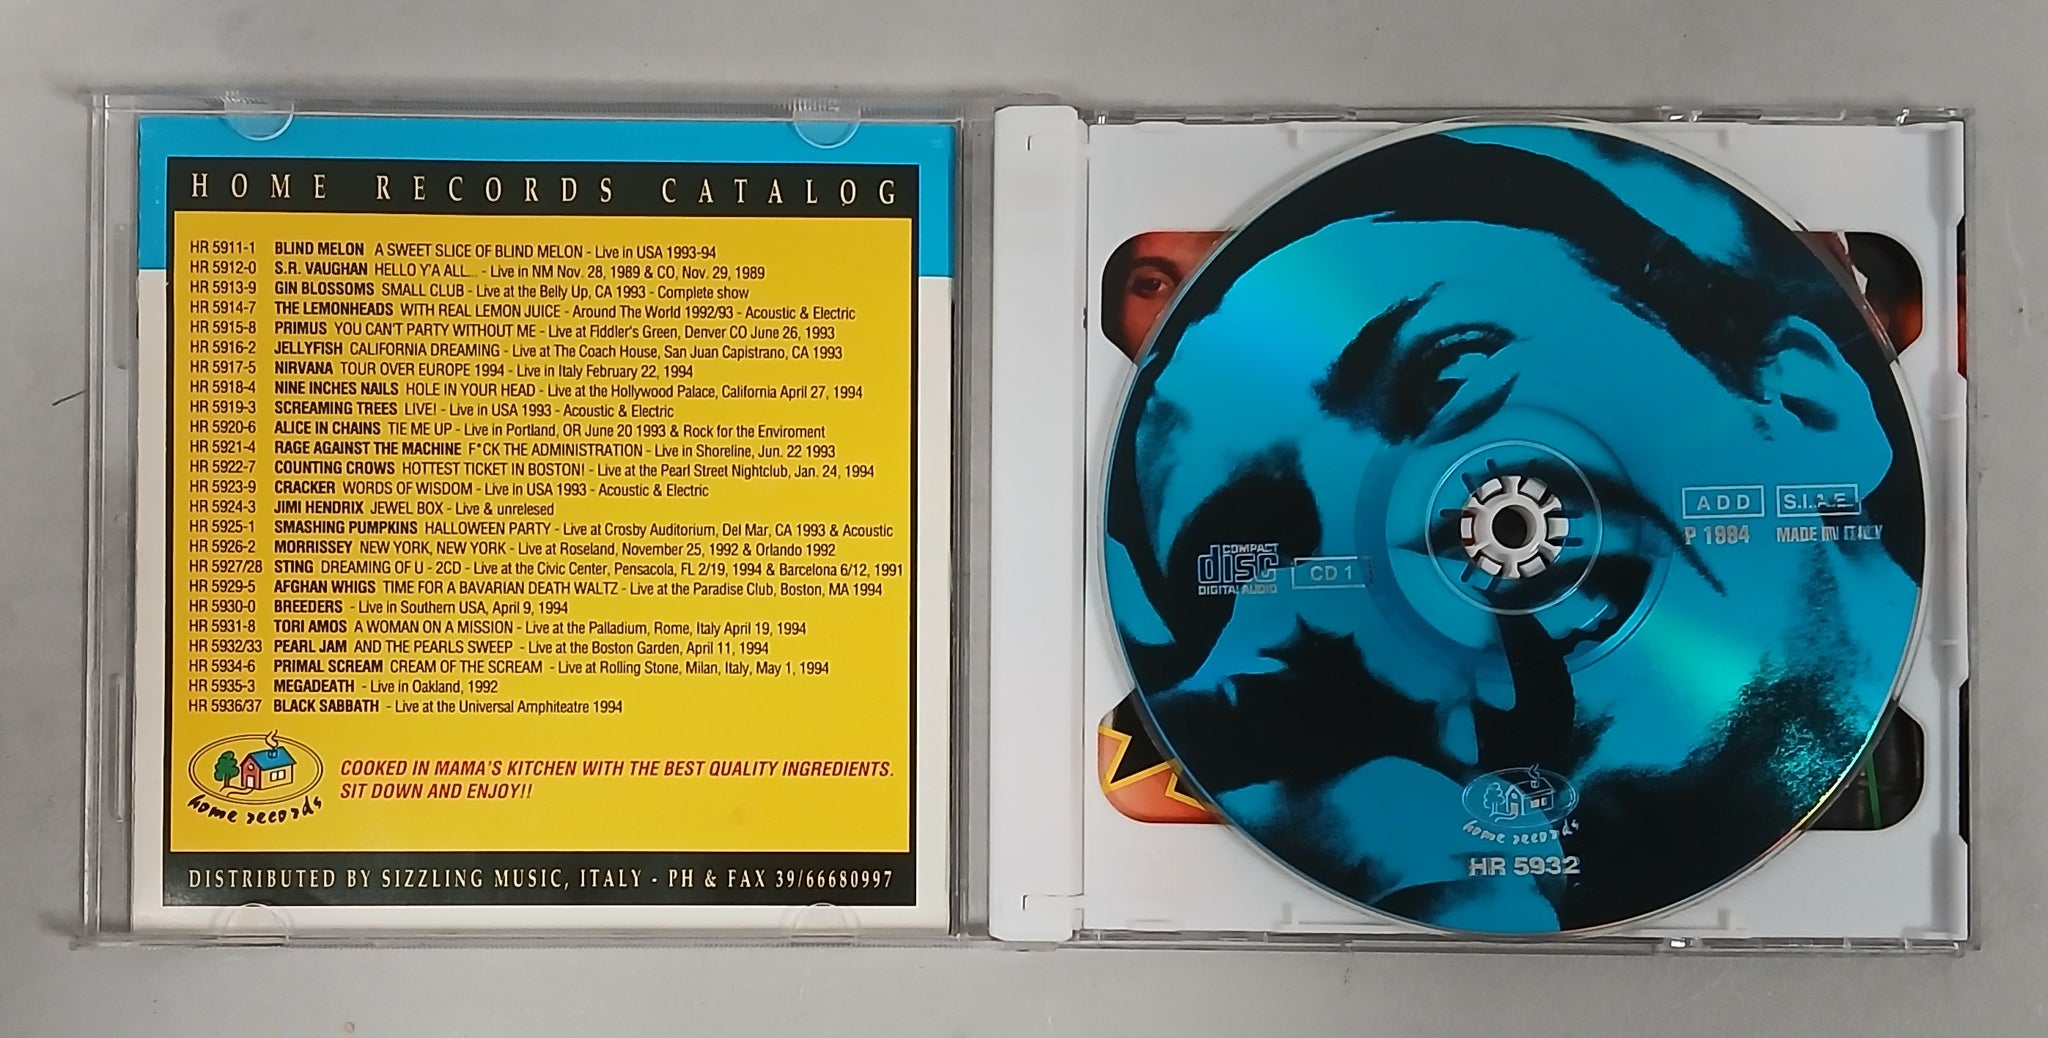 HOME RECORDS CATALOG
HR 5911-1 BLIND MELON A SWEET SLICE OF BLIND MELON - Live in USA 1993-94
HR 5912-0 S.R. VAUGHAN HELLO Y'A ALL... - Live in NM Nov. 28, 1989 & CO, Nov. 29, 1989
HR 5913-9 GIN BLOSSOMS SMALL CLUB - Live at the Belly Up, CA 1993 - Complete show
HR 5914-7 THE LEMONHEADS WITH REAL LEMON JUICE - Around The World 1992/93 - Acoustic & Electric
HR 5915-8 PRIMUS YOU CAN'T PARTY WITHOUT ME - Live at Fiddler's Green, Denver CO June 26, 1993
HR 5916-2 JELLYFISH CALIFORNIA DREAMING - Live at The Coach House, San Juan Capistrano, CA 1993
HR 5917-5 NIRVANA TOUR OVER EUROPE 1994 - Live in Italy February 22, 1994
HR 5918-4 NINE INCHES NAILS HOLE IN YOUR HEAD - Live at the Hollywood Palace, California April 27, 1994
HR 5919-3 SCREAMING TREES LIVE! - Live in USA 1993 - Acoustic & Electric
HR 5920-6 ALICE IN CHAINS TIE ME UP - Live in Portland, OR June 20 1993 & Rock for the Enviroment
HR 5921-4 RAGE AGAINST THE MACHINE F*CK THE ADMINISTRATION - Live in Shoreline, Jun. 22 1993
HR 5922-7 COUNTING CROWS HOTTEST TICKET IN BOSTON! - Live at the Pearl Street Nightclub, Jan. 24, 1994
HR 5923-9 CRACKER WORDS OF WISDOM - Live in USA 1993 - Acoustic & Electric
HR 5924-3 JIMI HENDRIX JEWEL BOX - Live & unrelesed
HR 5925-1 SMASHING PUMPKINS HALLOWEEN PARTY - Live at Crosby Auditorium, Del Mar, CA 1993 & Acoustic
HR 5926-2 MORRISSEY NEW YORK, NEW YORK - Live at Roseland, November 25, 1992 & Orlando 1992
HR 5927/28 STING DREAMING OF U - 2CD - Live at the Civic Center, Pensacola, FL 2/19, 1994 & Barcelona 6/12, 1991
HR 5929-5 AFGHAN WHIGS TIME FOR A BAVARIAN DEATH WALTZ - Live at the Paradise Club, Boston, MA 1994
HR 5930-0 BREEDERS - Live in Southern USA, April 9, 1994
HR 5931-8 TORI AMOS A WOMAN ON A MISSION - Live at the Palladium, Rome, Italy April 19, 1994
HR 5932/33 PEARL JAM AND THE PEARLS SWEEP - Live at the Boston Garden, April 11, 1994
HR 5934-6 PRIMAL SCREAM CREAM OF THE SCREAM - Live at Rolling Stone, Milan, Italy, May 1, 1994
HR 5935-3 MEGADEATH - Live in Oakland, 1992
HR 5936/37 BLACK SABBATH - Live at the Universal Amphiteatre 1994
home records
COOKED IN MAMA'S KITCHEN WITH THE BEST QUALITY INGREDIENTS.
SIT DOWN AND ENJOY!!
DISTRIBUTED BY SIZZLING MUSIC, ITALY - PH & FAX 39/66680997
COMPACT
disc
DIGITAL AUDIO
CD 1
ADD S.I.A.E.
P 1994 MADE IN ITALY
home records
HR 5932